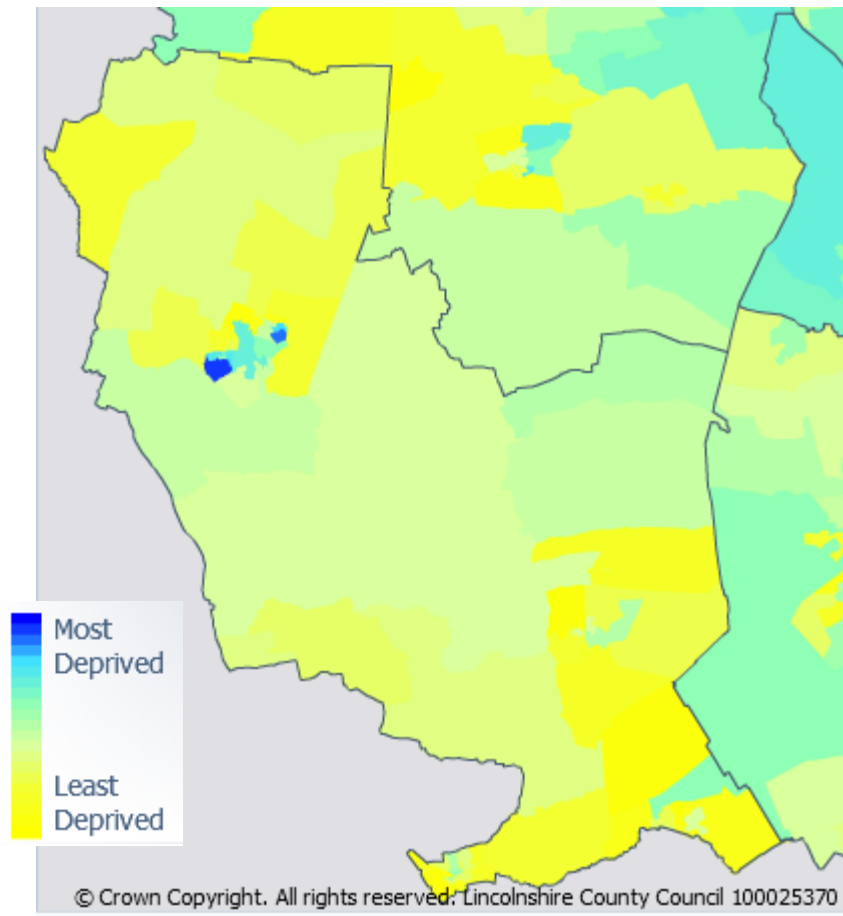 Most
Deprived
Least
Deprived
© Crown Copyright. All rights reserved. Lincolnshire County Council 100025370